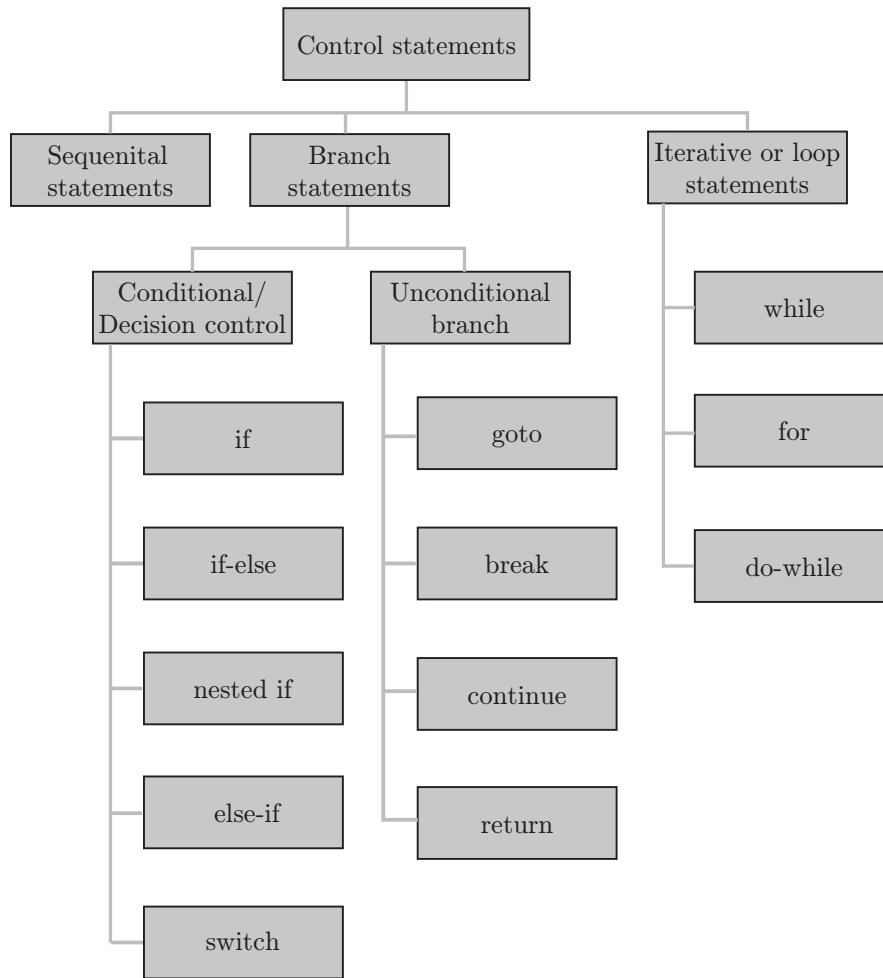 Control statements
Sequenital
statements
Branch
statements
Iterative or loop
statements
Conditional/
Decision control
Unconditional
branch
while
for
do-while
if
if-else
nested if
else-if
switch
goto
break
continue
return